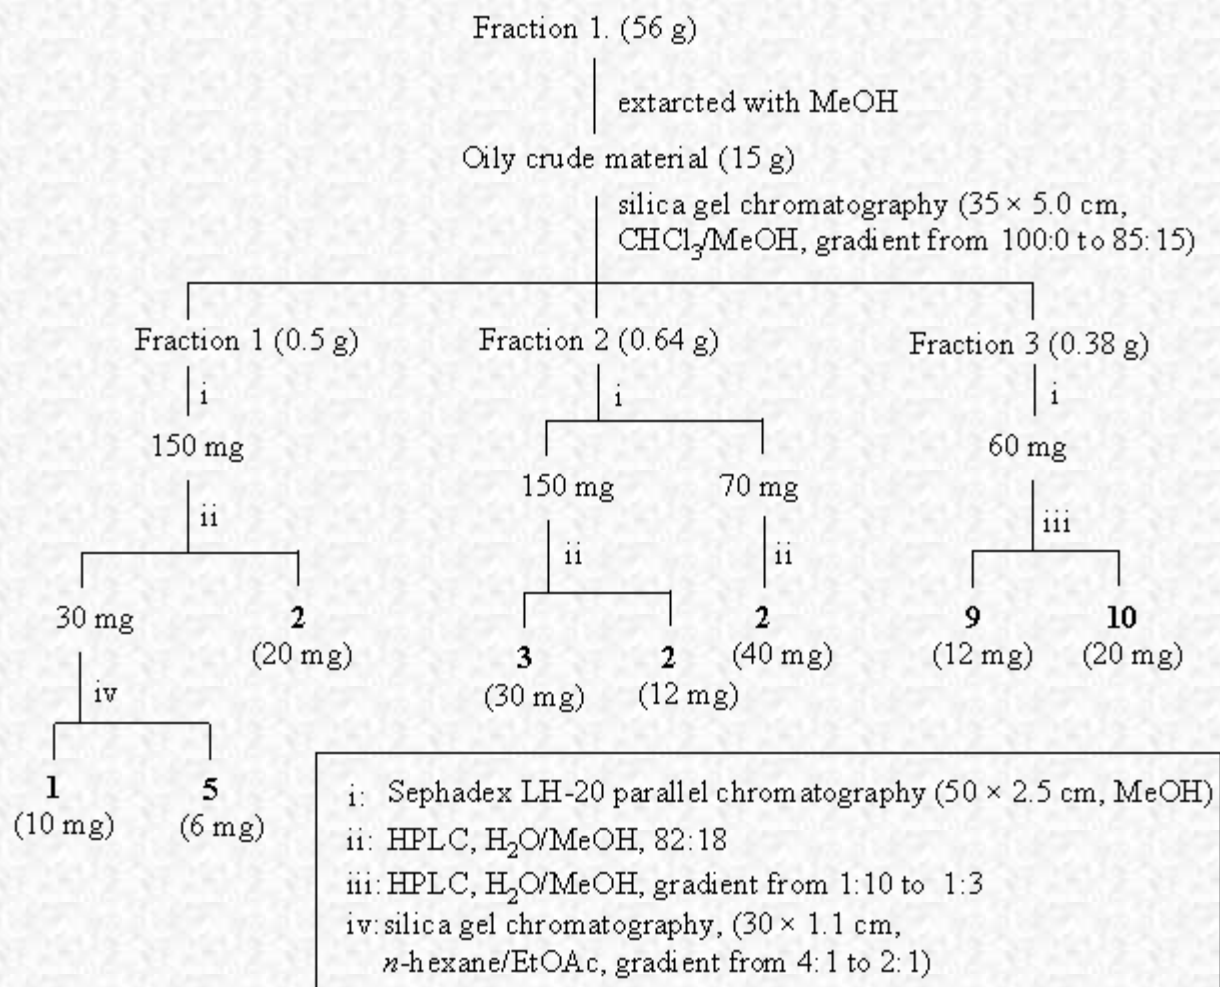 Fraction 1. (56 g)
extarcted with MeOH
Oily crude material (15 g)
silica gel chromatography (35 × 5.0 cm,
CHCl₃/MeOH, gradient from 100:0 to 85:15)
Fraction 1 (0.5 g)
Fraction 2 (0.64 g)
Fraction 3 (0.38 g)
i
i
i
150 mg
150 mg
70 mg
60 mg
ii
ii
ii
iii
30 mg
2
(20 mg)
3
(30 mg)
2
(12 mg)
2
(40 mg)
9
(12 mg)
10
(20 mg)
iv
1
(10 mg)
5
(6 mg)
i: Sephadex LH-20 parallel chromatography (50 × 2.5 cm, MeOH)
ii: HPLC, H₂O/MeOH, 82:18
iii: HPLC, H₂O/MeOH, gradient from 1:10 to 1:3
iv: silica gel chromatography, (30 × 1.1 cm,
n-hexane/EtOAc, gradient from 4:1 to 2:1)